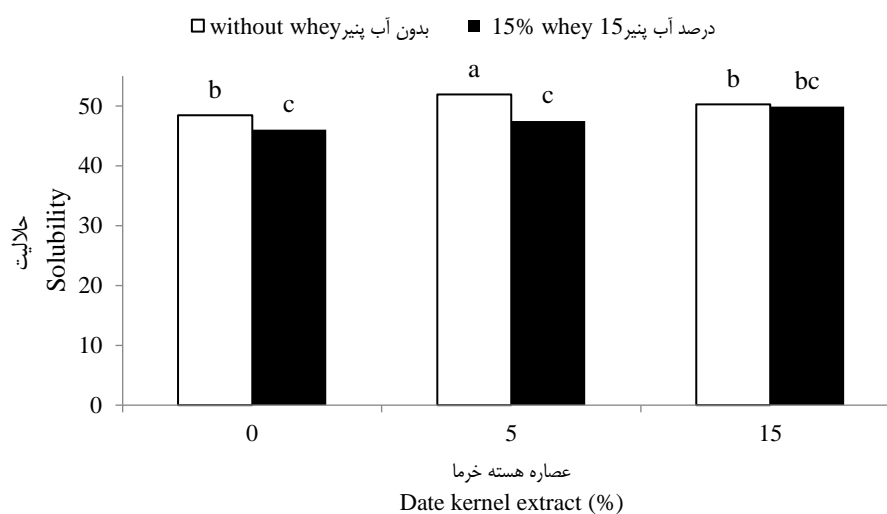 without whey بدون آب پنیر
15% whey 15 درصد آب پنیر
b c a c b bc
50
40
30
20
10
0
حلالیت
Solubility
0 5 15
عصاره هسته خرما
Date kernel extract (%)